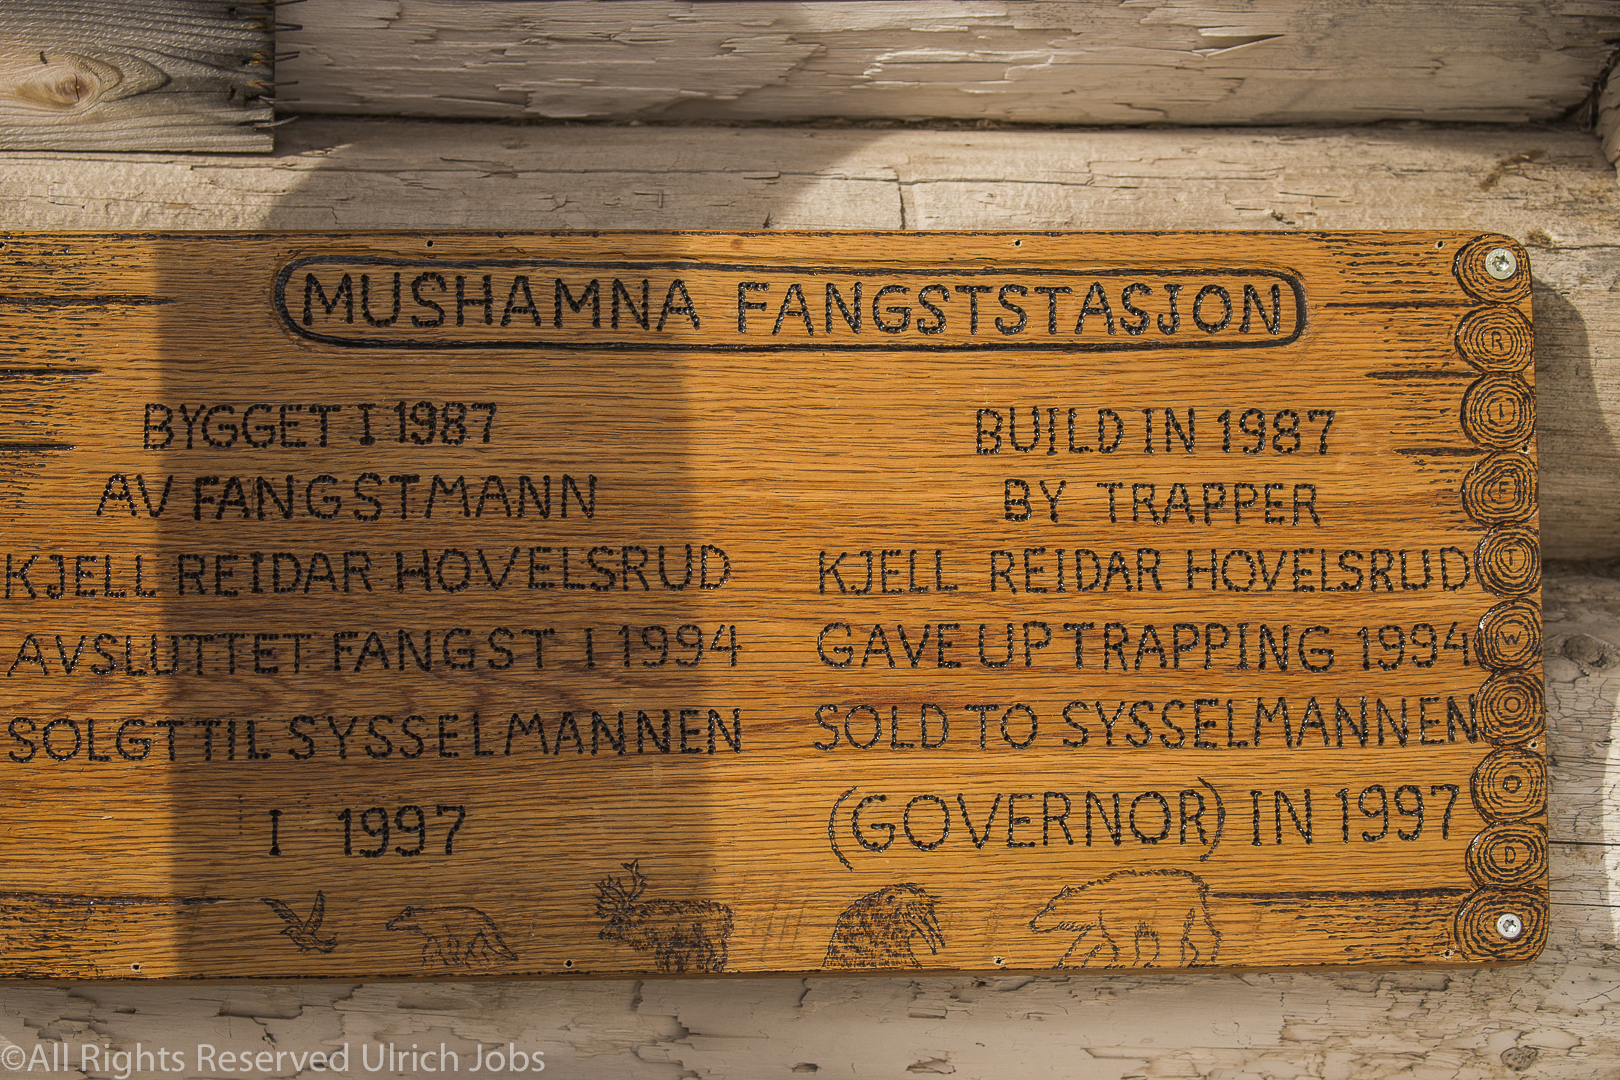 MUSHAMNA FANGSTSTASJON
BYGGET I 1987
AV FANGSTMANN
KJELL REIDAR HOVELSRUD
AVSLUTTET FANGST I 1994
SOLGT TIL SYSSELMANNEN
I 1997
BUILD IN 1987
BY TRAPPER
KJELL REIDAR HOVELSRUD
GAVE UP TRAPPING 1994
SOLD TO SYSSELMANNEN
(GOVERNOR) IN 1997
R
I
F
T
W
O
O
D
©All Rights Reserved Ulrich Jobs